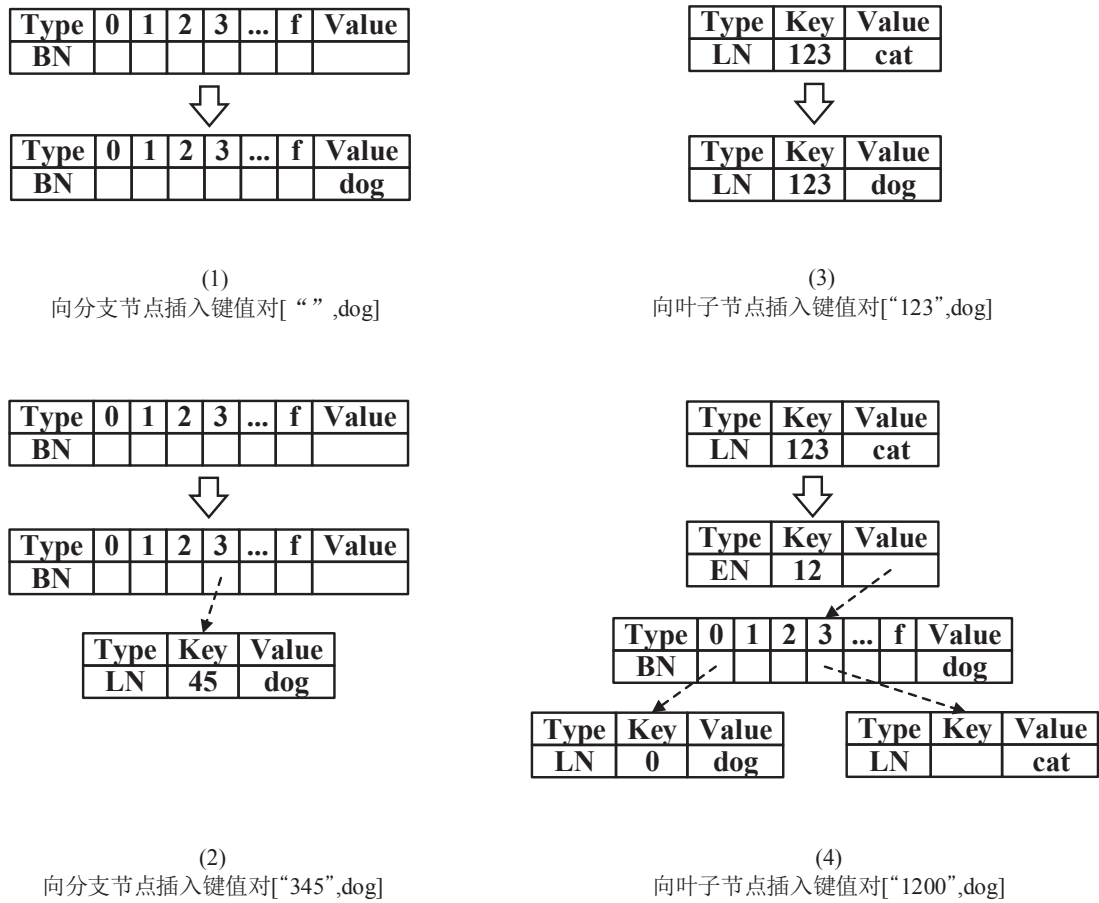 Type 0 1 2 3 ... f Value
BN
Type 0 1 2 3 ... f Value
BN dog
(1)
向分支节点插入键值对[ “” ,dog]
Type Key Value
LN 123 cat
Type Key Value
LN 123 dog
(3)
向叶子节点插入键值对[“123”,dog]
Type 0 1 2 3 ... f Value
BN
Type 0 1 2 3 ... f Value
BN
Type Key Value
LN 45 dog
(2)
向分支节点插入键值对[“345”,dog]
Type Key Value
LN 123 cat
Type Key Value
EN 12
Type 0 1 2 3 ... f Value
BN dog
Type Key Value
LN 0 dog
Type Key Value
LN cat
(4)
向叶子节点插入键值对[“1200”,dog]